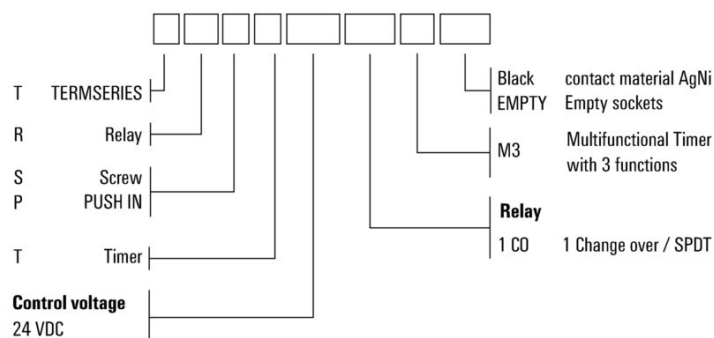 T TERMSERIES
R Relay
S Screw
P PUSH IN
T Timer
Control voltage
24 VDC
Black contact material AgNi
EMPTY Empty sockets
M3 Multifunctional Timer
with 3 functions
Relay
1 CO 1 Change over / SPDT